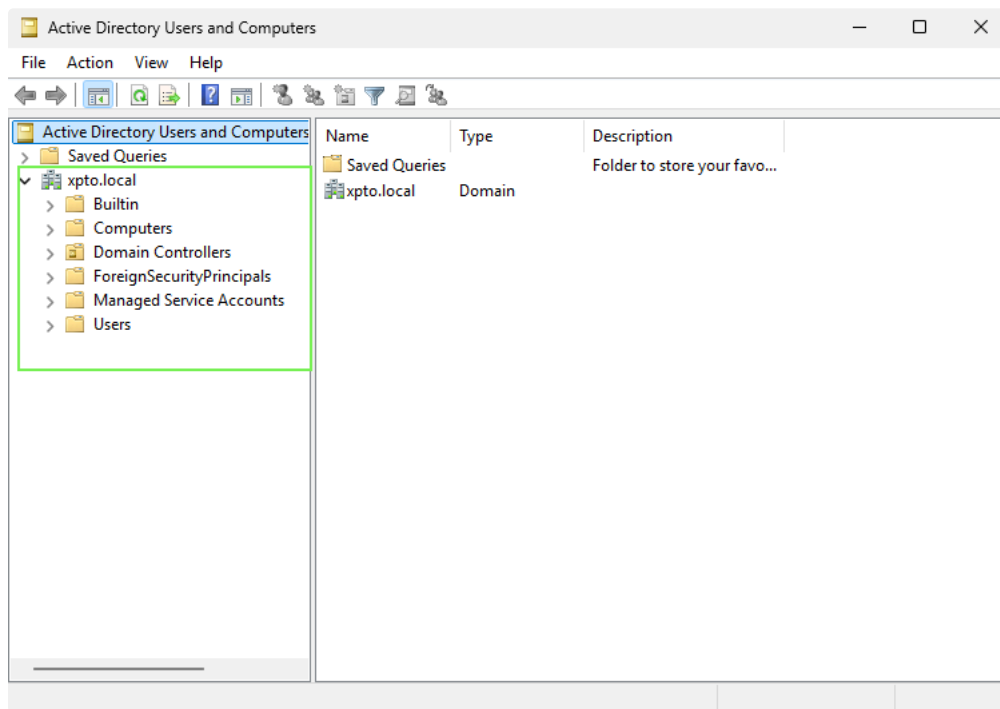 Active Directory Users and Computers
File Action View Help
Active Directory Users and Computers
Saved Queries
xpto.local
Builtin
Computers
Domain Controllers
ForeignSecurityPrincipals
Managed Service Accounts
Users
Name Type Description
Saved Queries Folder to store your favo...
xpto.local Domain